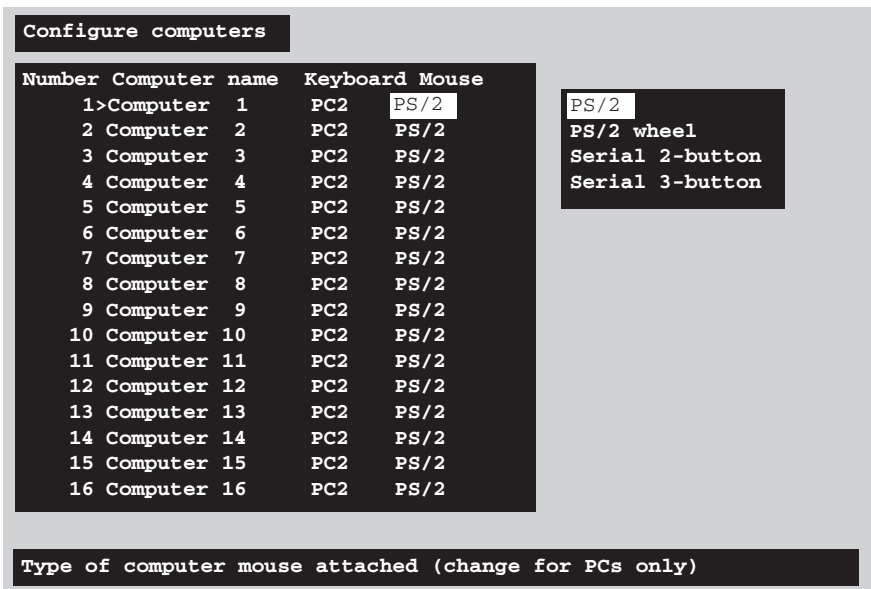 Configure computers
Number Computer name Keyboard Mouse
1>Computer 1 PC2 PS/2
2 Computer 2 PC2 PS/2
3 Computer 3 PC2 PS/2
4 Computer 4 PC2 PS/2
5 Computer 5 PC2 PS/2
6 Computer 6 PC2 PS/2
7 Computer 7 PC2 PS/2
8 Computer 8 PC2 PS/2
9 Computer 9 PC2 PS/2
10 Computer 10 PC2 PS/2
11 Computer 11 PC2 PS/2
12 Computer 12 PC2 PS/2
13 Computer 13 PC2 PS/2
14 Computer 14 PC2 PS/2
15 Computer 15 PC2 PS/2
16 Computer 16 PC2 PS/2
PS/2
PS/2 wheel
Serial 2-button
Serial 3-button
Type of computer mouse attached (change for PCs only)